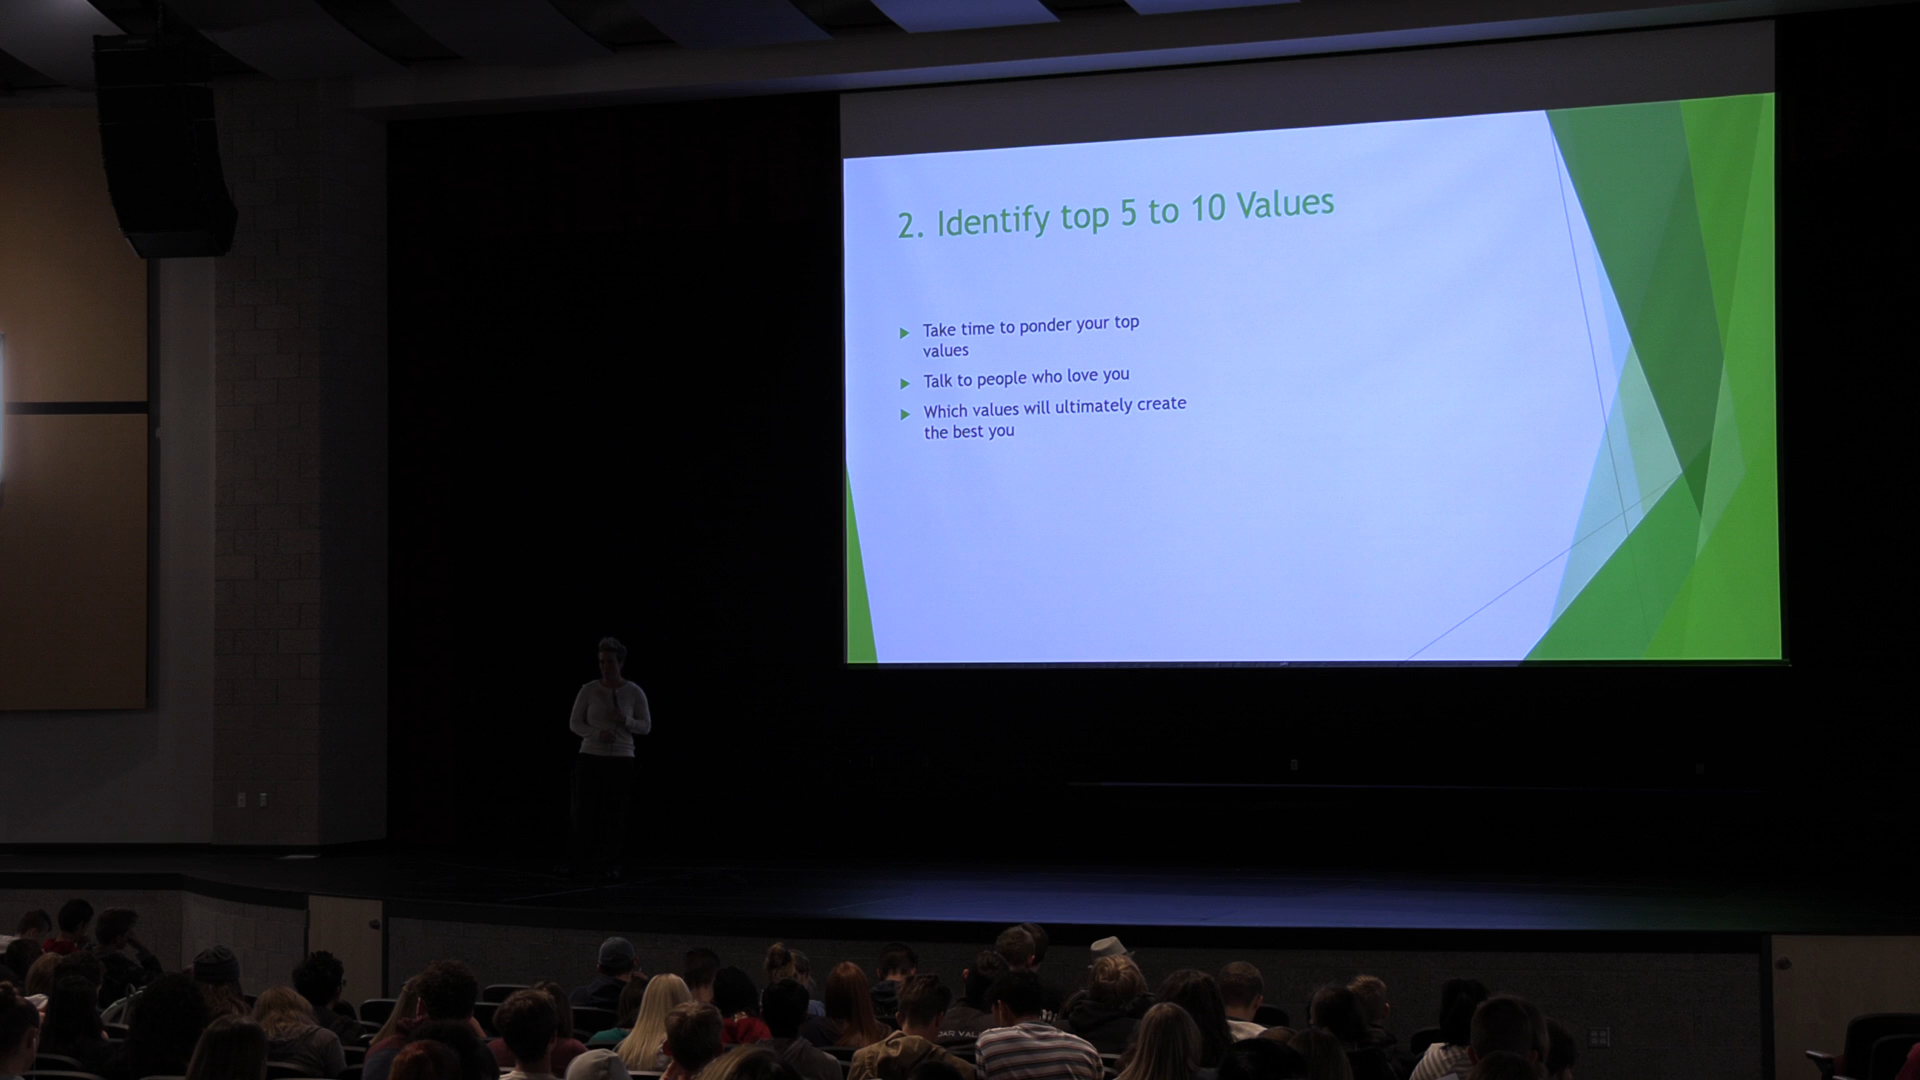 2. Identify top 5 to 10 Values
Take time to ponder your top
values
Talk to people who love you
Which values will ultimately create
the best you